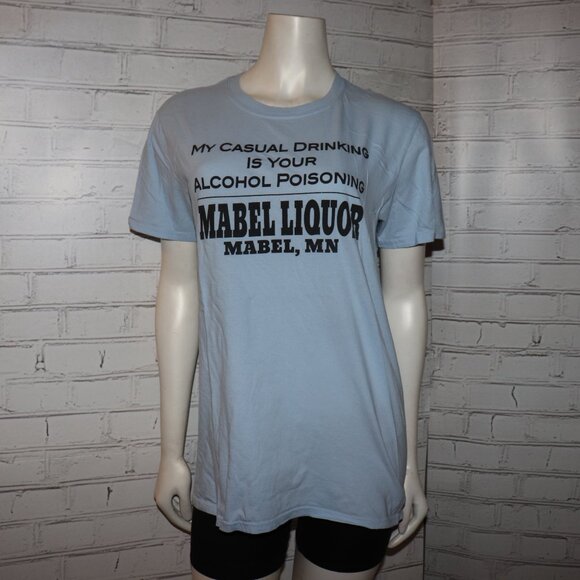 My Casual Drinking
Is Your
Alcohol Poisoning
MABEL LIQUOR
MABEL, MN